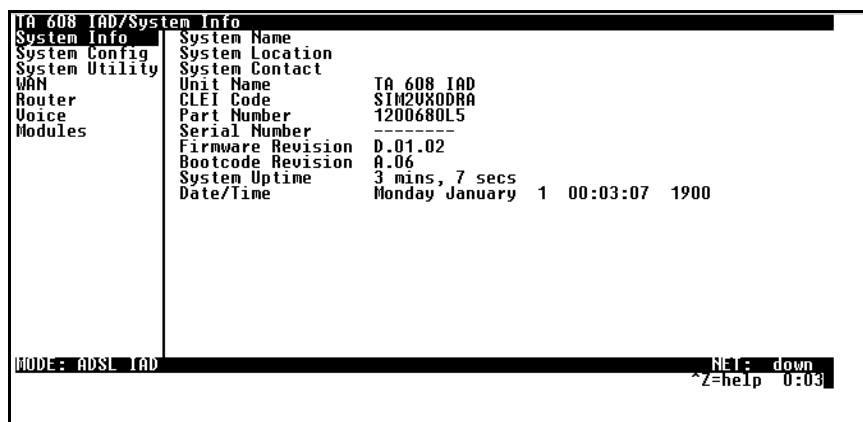 TA 608 IAD/System Info
System Info System Name
System Config System Location
System Utility System Contact
WAN Unit Name TA 608 IAD
Router CLEI Code SIM2VX0DRA
Voice Part Number 1200680L5
Modules Serial Number --------
Firmware Revision D.01.02
Bootcode Revision A.06
System Uptime 3 mins, 7 secs
Date/Time Monday January 1 00:03:07 1900
MODE: ADSL IAD NET: down
^Z=help 0:03